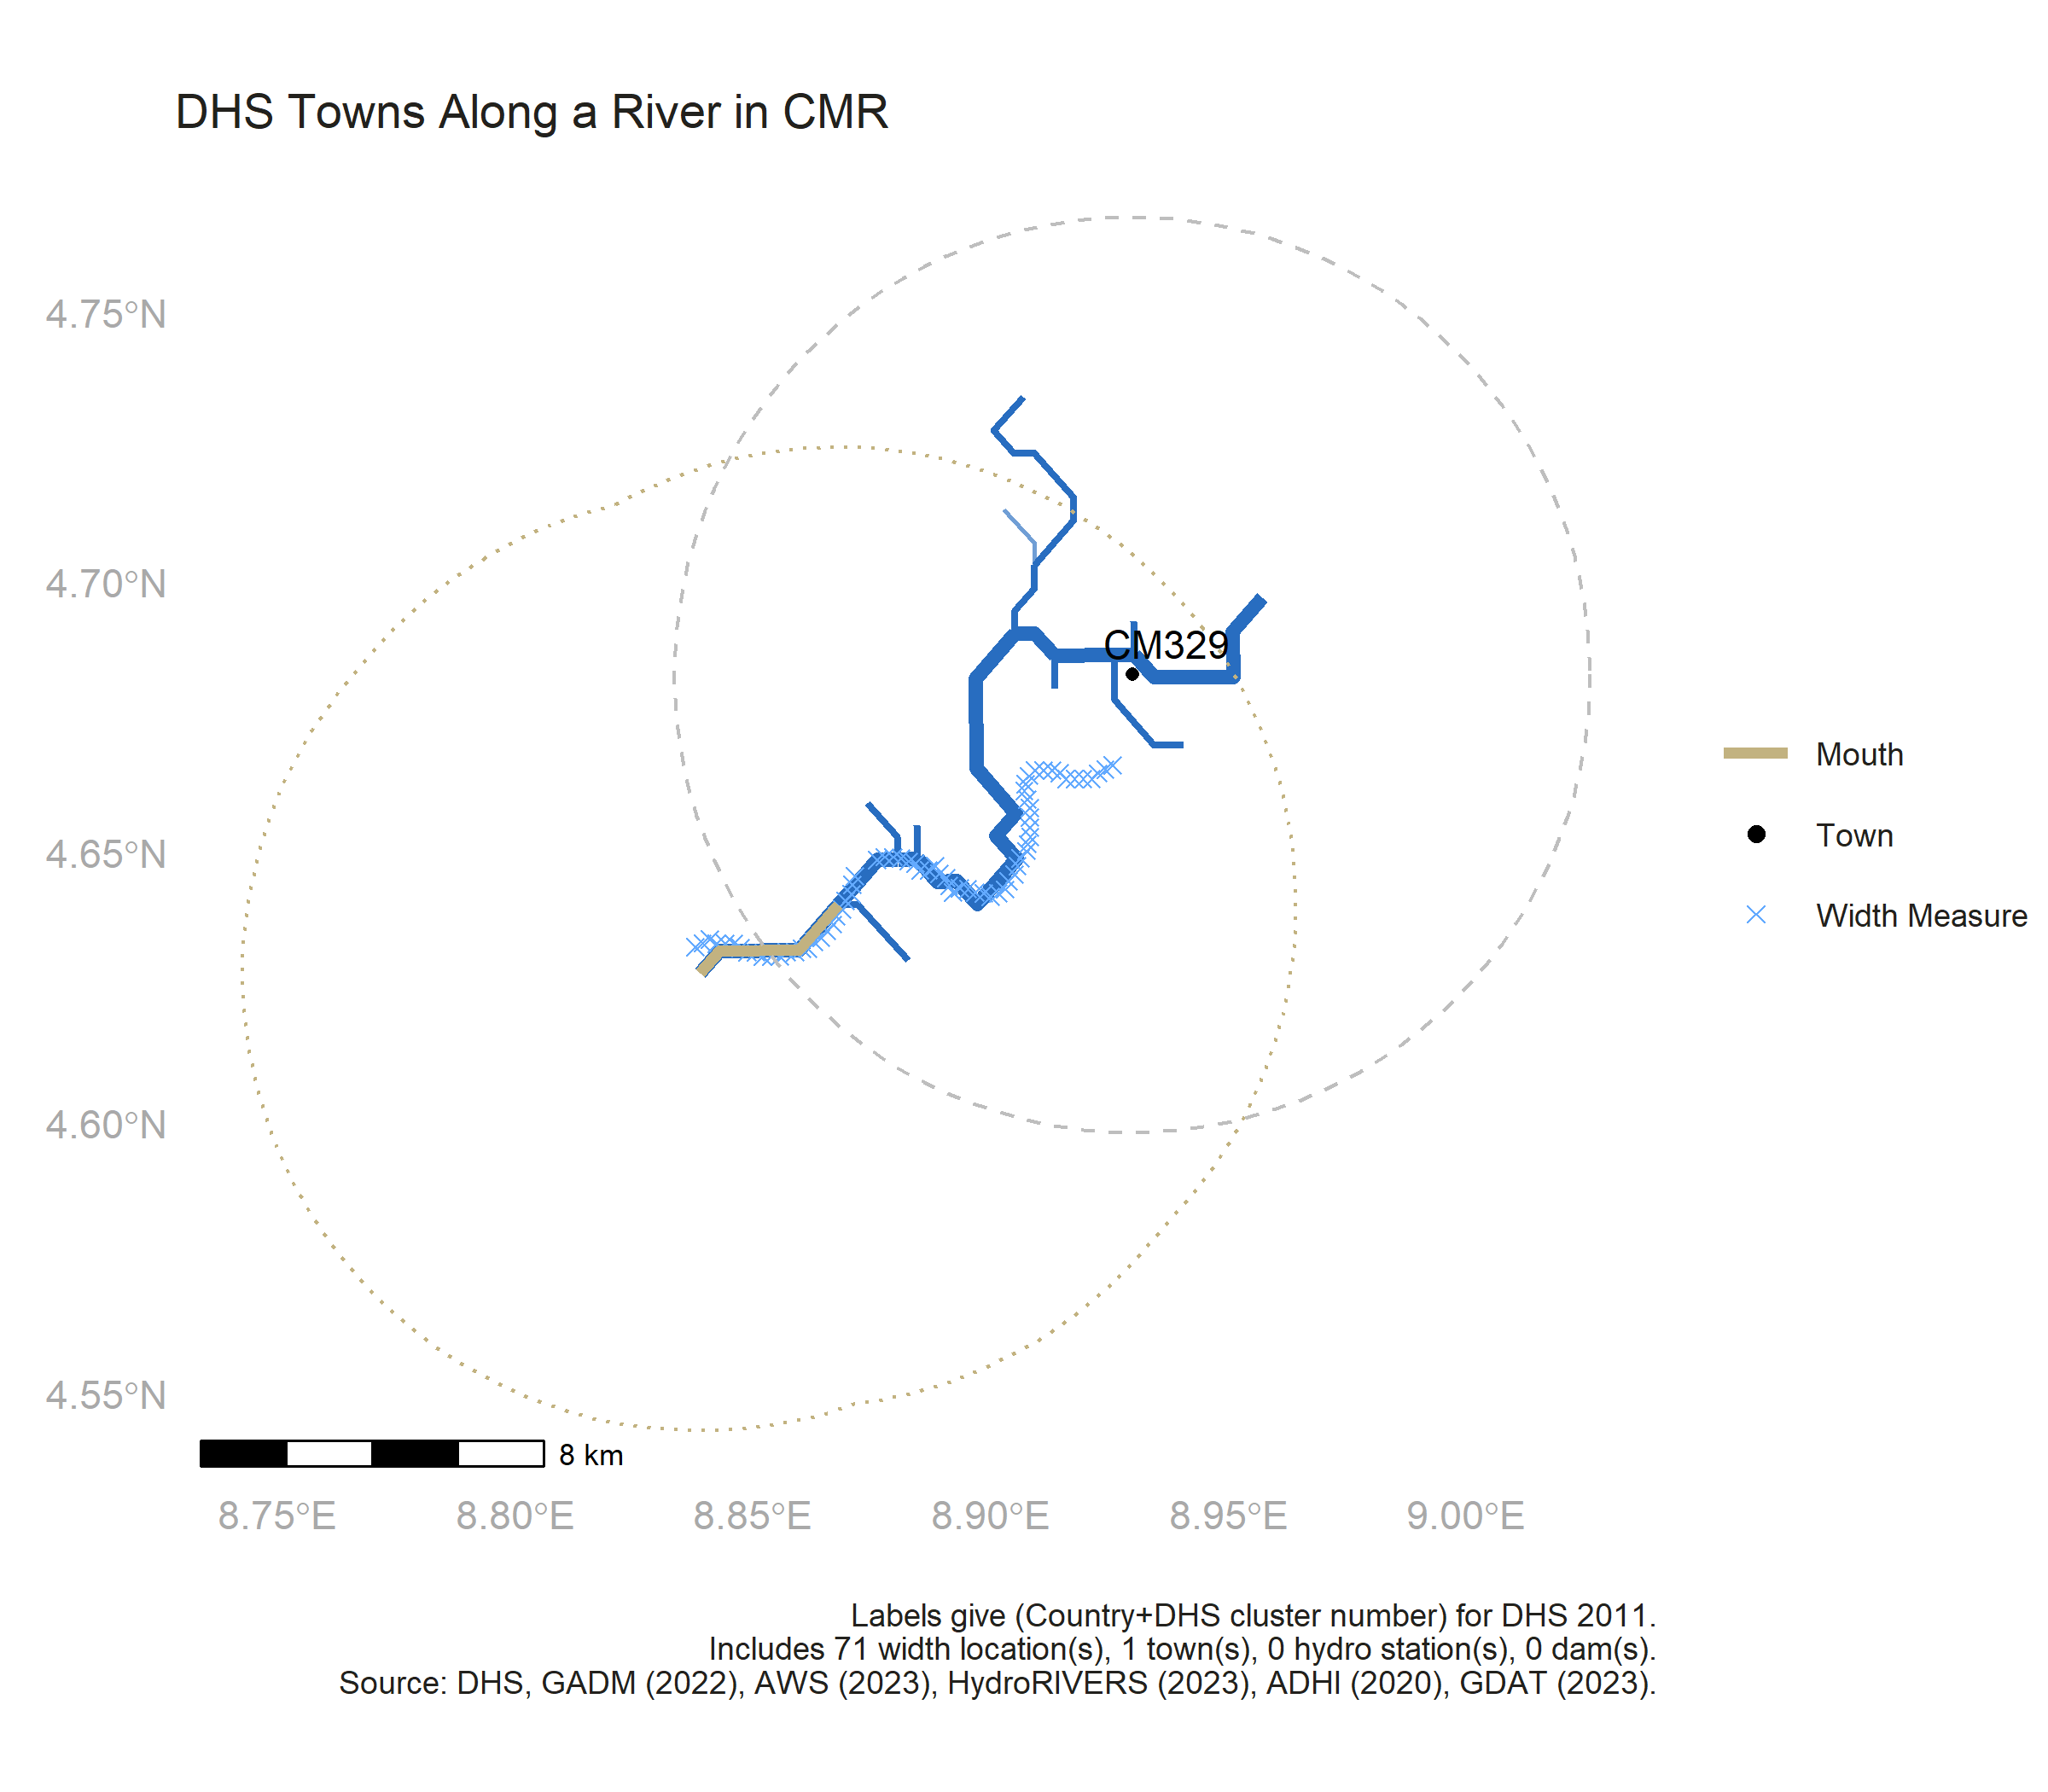 DHS Towns Along a River in CMR
4.75°N
4.70°N
4.65°N
4.60°N
4.55°N
CM329
Mouth
Town
Width Measure
8 km
8.75°E
8.80°E
8.85°E
8.90°E
8.95°E
9.00°E
Labels give (Country+DHS cluster number) for DHS 2011.
Includes 71 width location(s), 1 town(s), 0 hydro station(s), 0 dam(s).
Source: DHS, GADM (2022), AWS (2023), HydroRIVERS (2023), ADHI (2020), GDAT (2023).